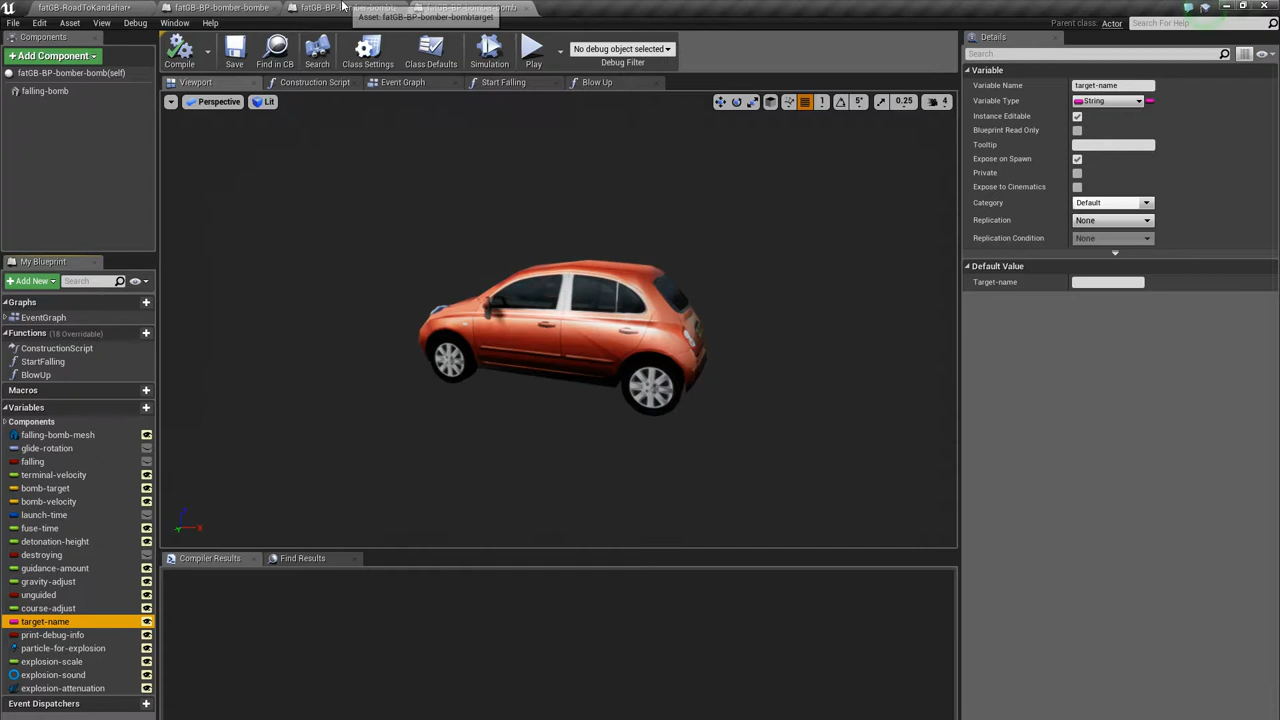 fatGB-RoadToKandahar•
fatGB-BP-bomber-bombe
fatGB-BP-
Asset: fatGB-BP-bomber-bombtarget
File Edit Asset View Debug Window Help
Parent class: Actor Search For Help
Components
+ Add Component
fatGB-BP-bomber-bomb(self)
falling-bomb
Compile Save Find in CB Search Class Settings Class Defaults Simulation Play
No debug object selected
Debug Filter
Viewport Construction Script Event Graph Start Falling Blow Up
Perspective Lit 5° 0.25 4
My Blueprint
+ Add New Search
Graphs
EventGraph
Functions (18 Overridable)
ConstructionScript
StartFalling
BlowUp
Macros
Variables
Components
falling-bomb-mesh
glide-rotation
falling
terminal-velocity
bomb-target
bomb-velocity
launch-time
fuse-time
detonation-height
destroying
guidance-amount
gravity-adjust
unguided
course-adjust
target-name
print-debug-info
particle-for-explosion
explosion-scale
explosion-sound
explosion-attenuation
Event Dispatchers
Compiler Results Find Results
Details
Search
Variable
Variable Name target-name
Variable Type String
Instance Editable
Blueprint Read Only
Tooltip
Expose on Spawn
Private
Expose to Cinematics
Category Default
Replication None
Replication Condition None
Default Value
Target-name